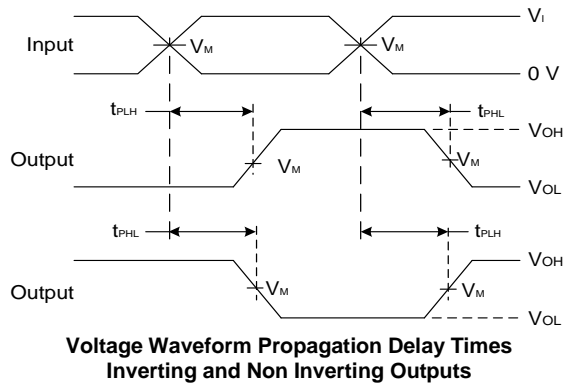 VI
Input
VM
VM
0 V
tPLH
tPHL
VOH
Output
VM
VM
VOL
tPHL
tPLH
VOH
Output
VM
VM
VOL
Voltage Waveform Propagation Delay Times
Inverting and Non Inverting Outputs